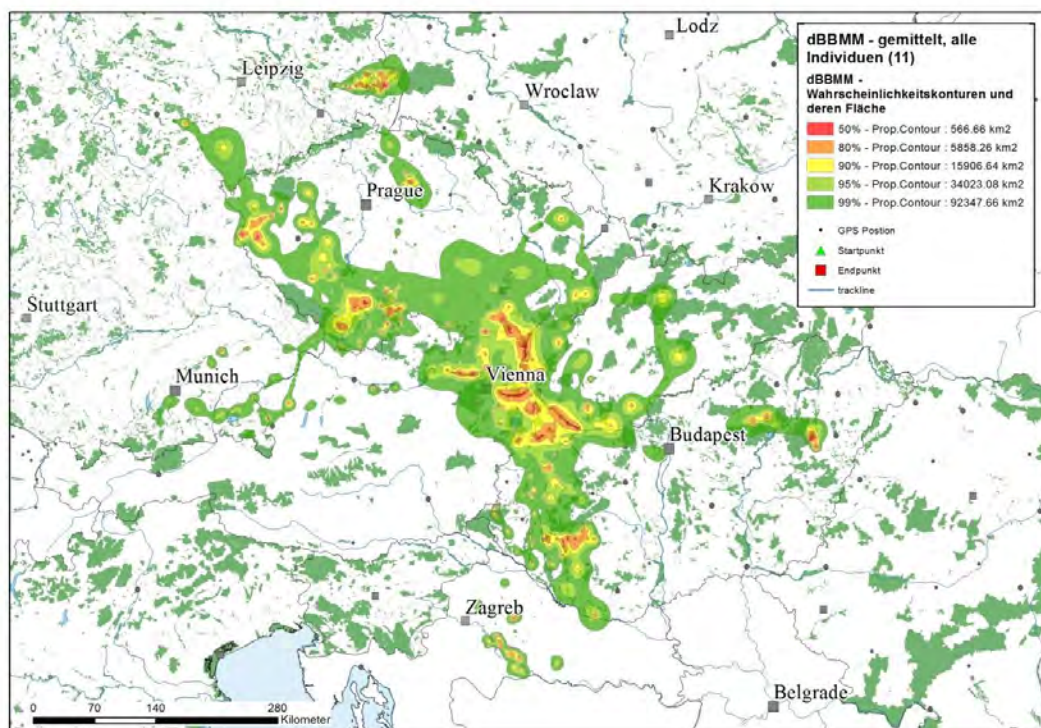 Lodz
Leipzig
Wroclaw
Prague
Krakow
Stuttgart
Munich
Vienna
Budapest
Zagreb
Belgrade
dBBMM - gemittelt, alle
Individuen (11)
dBBMM -
Wahrscheinlichkeitskonturen und
deren Fläche
50% - Prop.Contour : 566.66 km2
80% - Prop.Contour : 5858.26 km2
90% - Prop.Contour : 15906.64 km2
95% - Prop.Contour : 34023.08 km2
99% - Prop.Contour : 92347.66 km2
GPS Postion
Startpunkt
Endpunkt
trackline
0 70 140 280
Kilometer